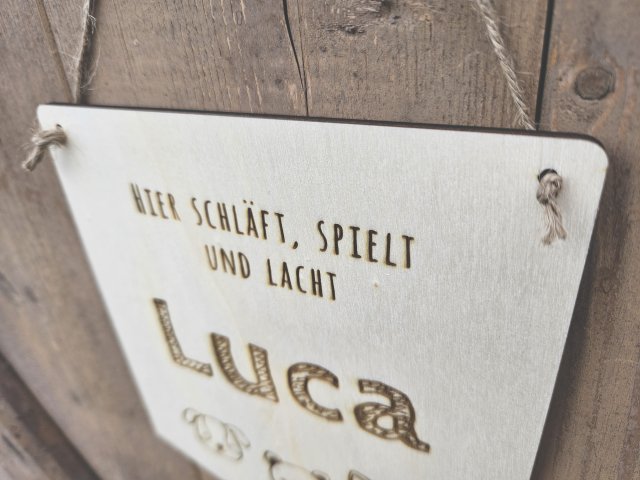 HIER SCHLÄFT, SPIELT
UND LACHT
Luca